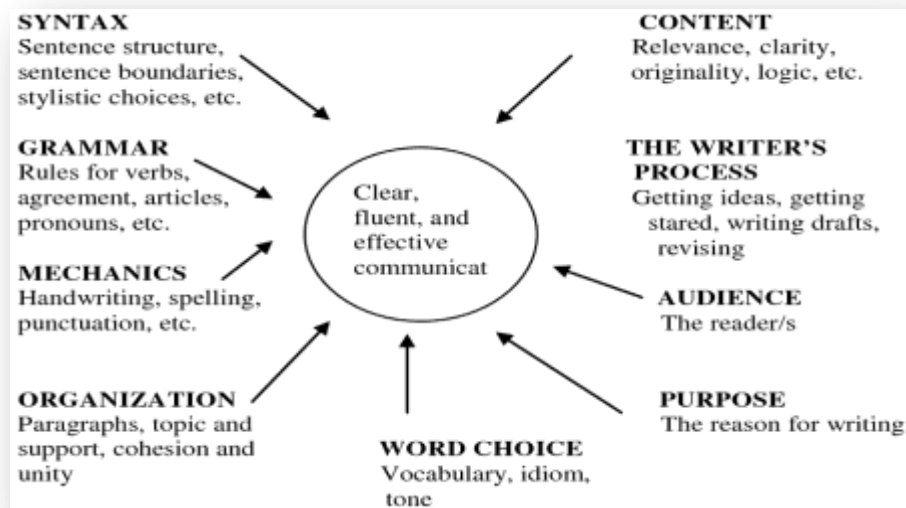 SYNTAX
Sentence structure,
sentence boundaries,
stylistic choices, etc.
GRAMMAR
Rules for verbs,
agreement, articles,
pronouns, etc.
MECHANICS
Handwriting, spelling,
punctuation, etc.
ORGANIZATION
Paragraphs, topic and
support, cohesion and
unity
Clear,
fluent, and
effective
communicat
WORD CHOICE
Vocabulary, idiom,
tone
CONTENT
Relevance, clarity,
originality, logic, etc.
THE WRITER'S
PROCESS
Getting ideas, getting
stared, writing drafts,
revising
AUDIENCE
The reader/s
PURPOSE
The reason for writing